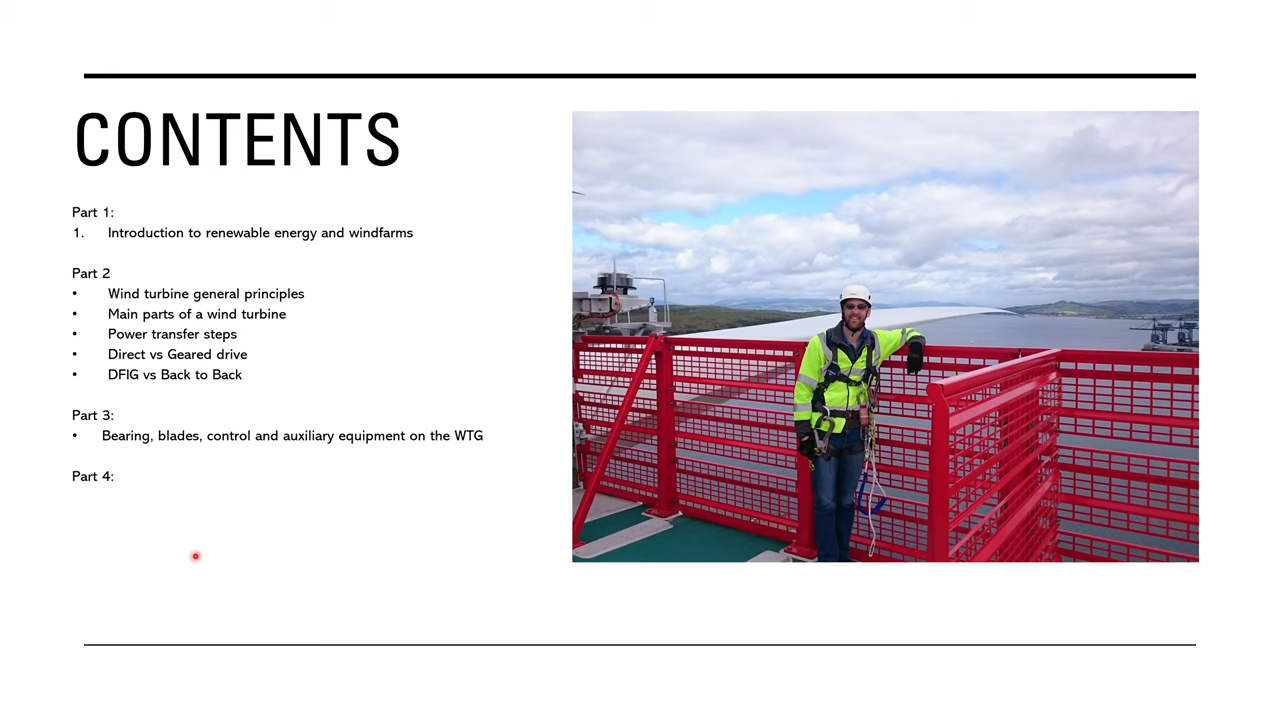 CONTENTS
Part 1:
1. Introduction to renewable energy and windfarms
Part 2
• Wind turbine general principles
• Main parts of a wind turbine
• Power transfer steps
• Direct vs Geared drive
• DFIG vs Back to Back
Part 3:
• Bearing, blades, control and auxiliary equipment on the WTG
Part 4: